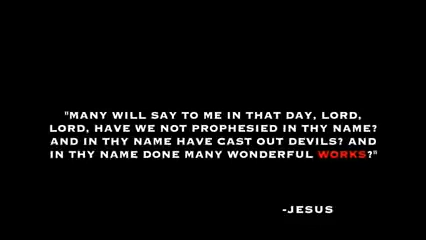 "MANY WILL SAY TO ME IN THAT DAY, LORD,
LORD, HAVE WE NOT PROPHESIED IN THY NAME?
AND IN THY NAME HAVE CAST OUT DEVILS? AND
IN THY NAME DONE MANY WONDERFUL WORKS?"
-JESUS